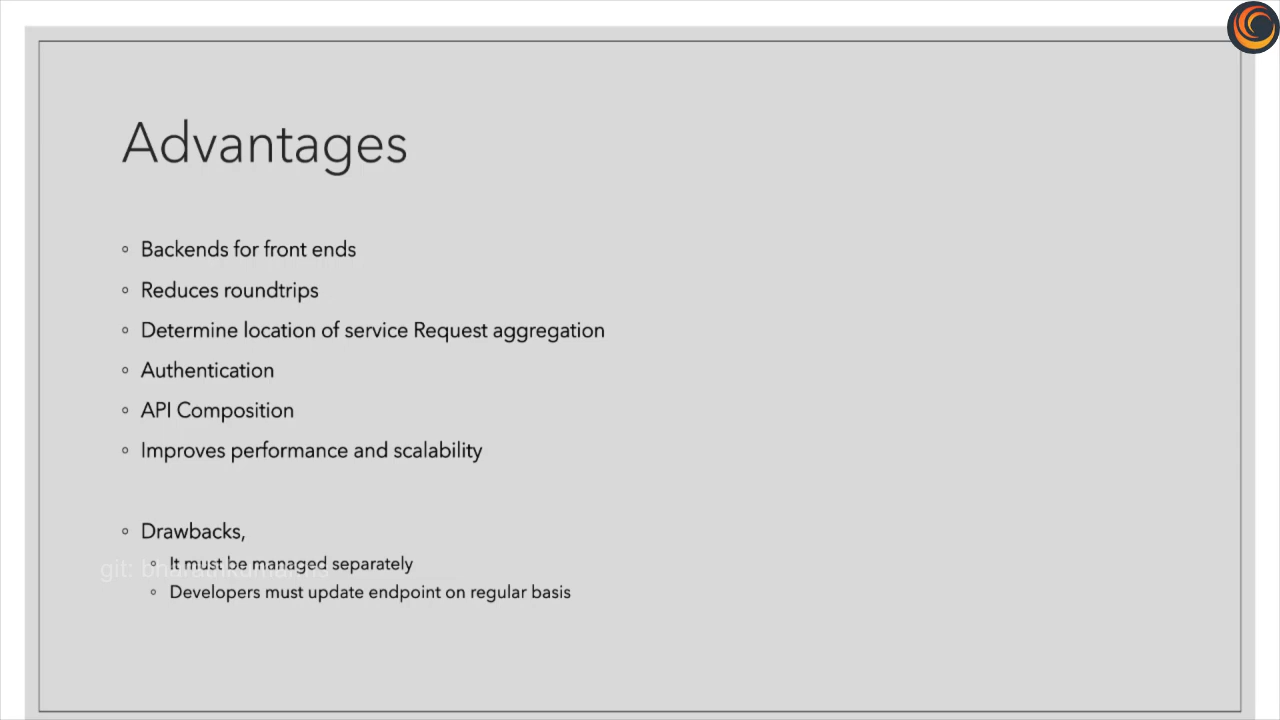 Advantages
Backends for front ends
Reduces roundtrips
Determine location of service Request aggregation
Authentication
API Composition
Improves performance and scalability
Drawbacks,
It must be managed separately
git:
Developers must update endpoint on regular basis